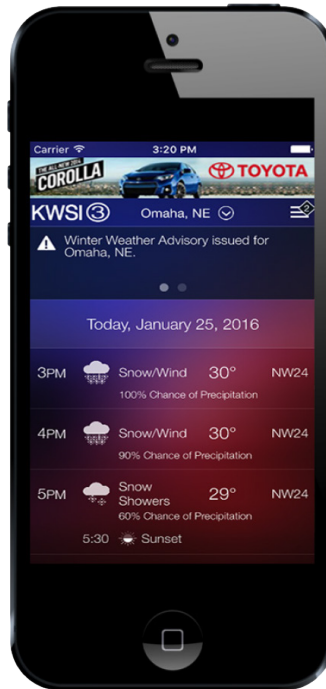 Carrier 3:20 PM
THE ALL-NEW 2014
COROLLA
TOYOTA
KWSI 3 Omaha, NE 2
Winter Weather Advisory issued for
Omaha, NE.
Today, January 25, 2016
3PM Snow/Wind 30° NW24
100% Chance of Precipitation
4PM Snow/Wind 30° NW24
90% Chance of Precipitation
5PM Snow
Showers 29° NW24
60% Chance of Precipitation
5:30 Sunset